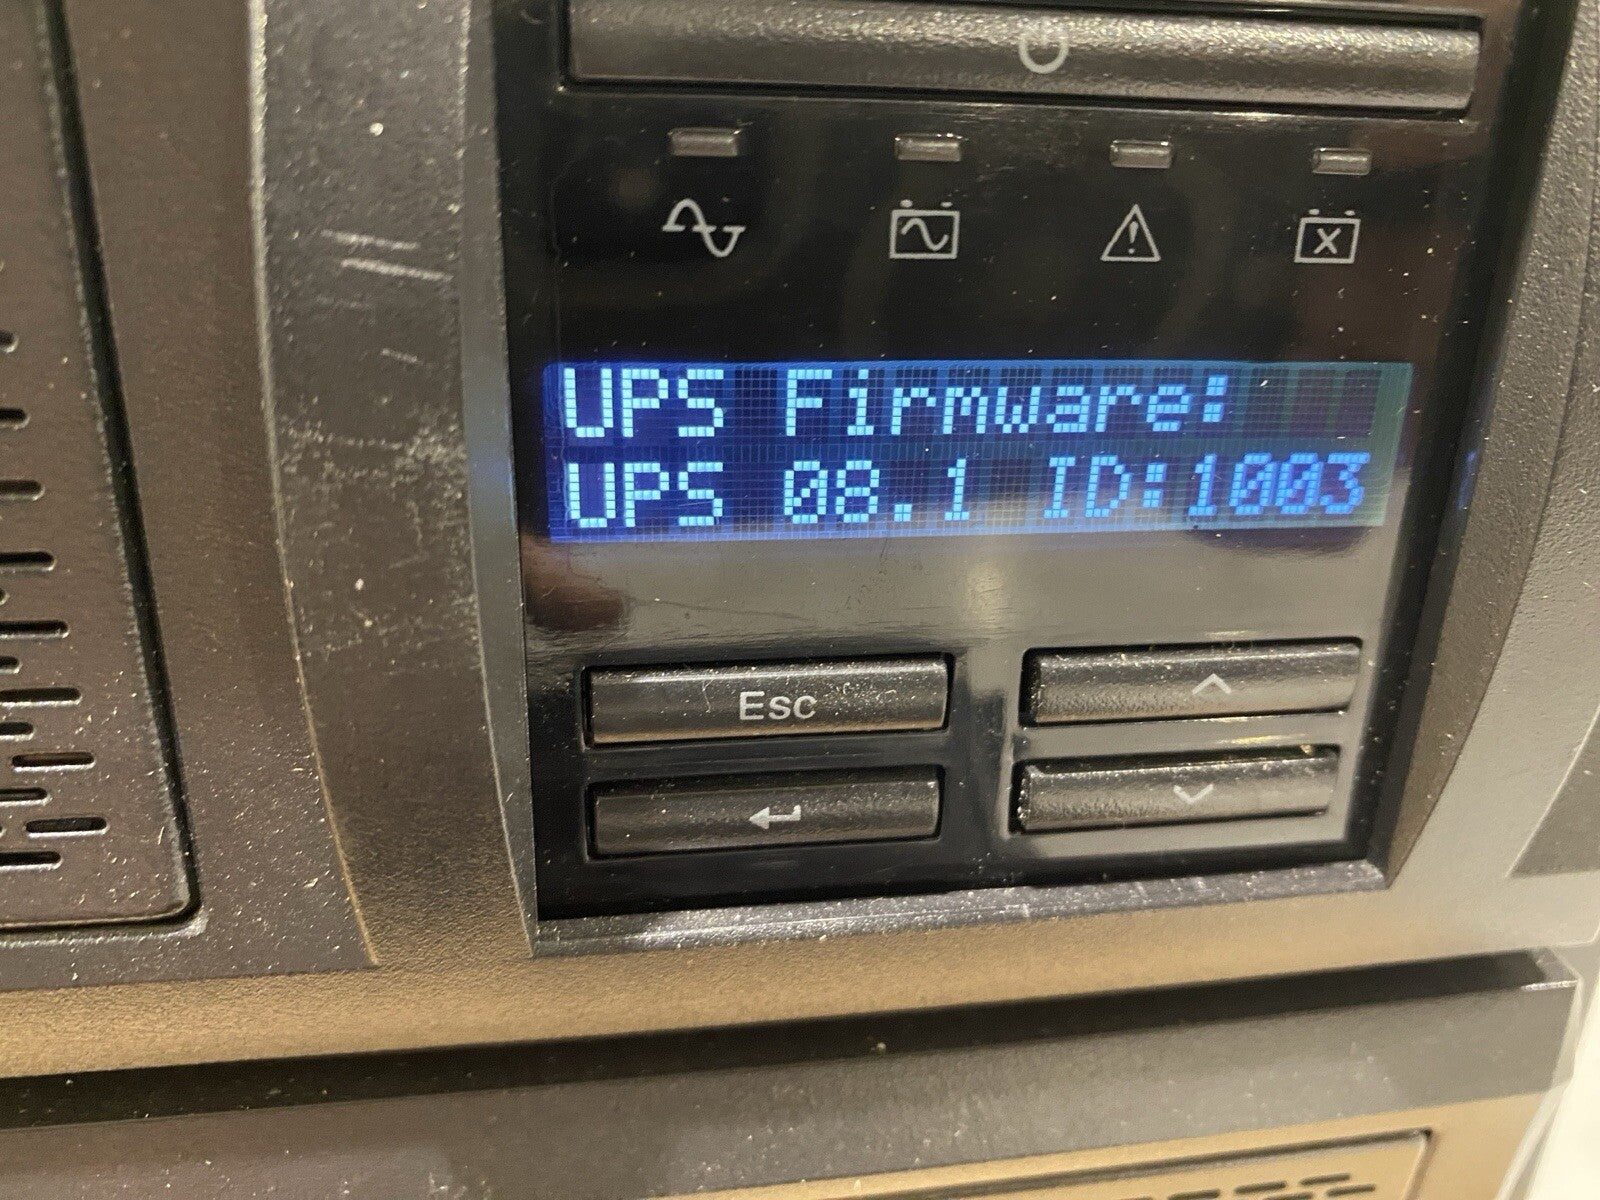 UPS Firmware:
UPS 08.1 ID:1003
Esc